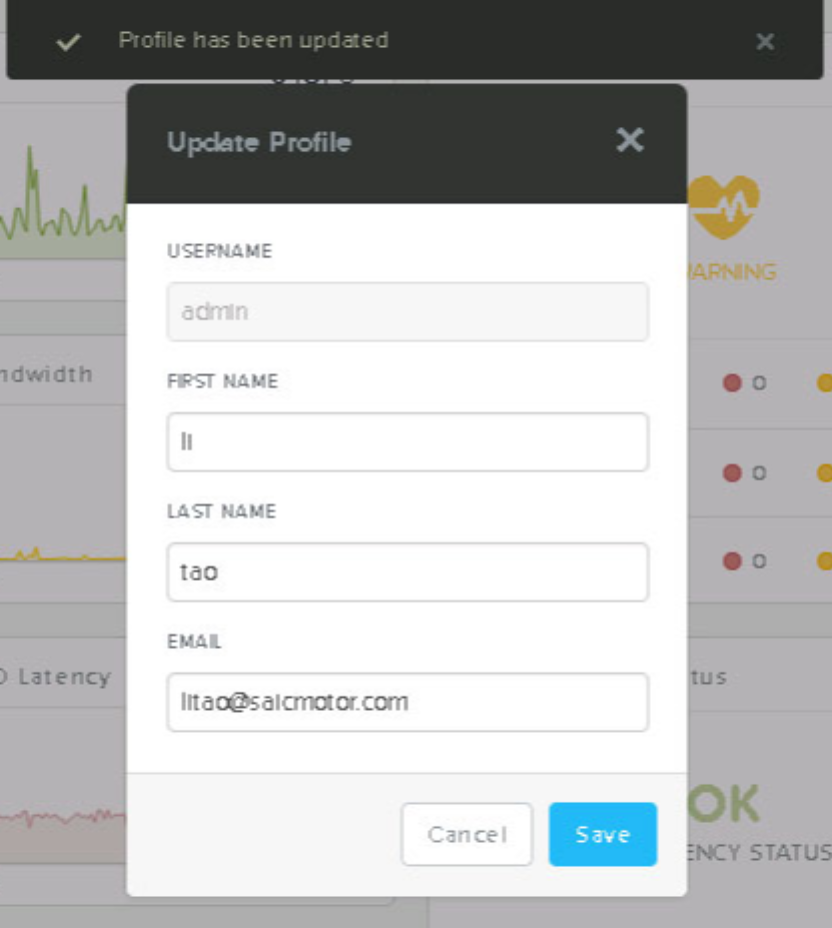 Profile has been updated
Update Profile
USERNAME
admin
WARNING
FIRST NAME
ndwidth
0
li
0
LAST NAME
tao
0
EMAIL
O Latency
tus
litao@saicmotor.com
OK
Cancel
Save
ENCY STATUS